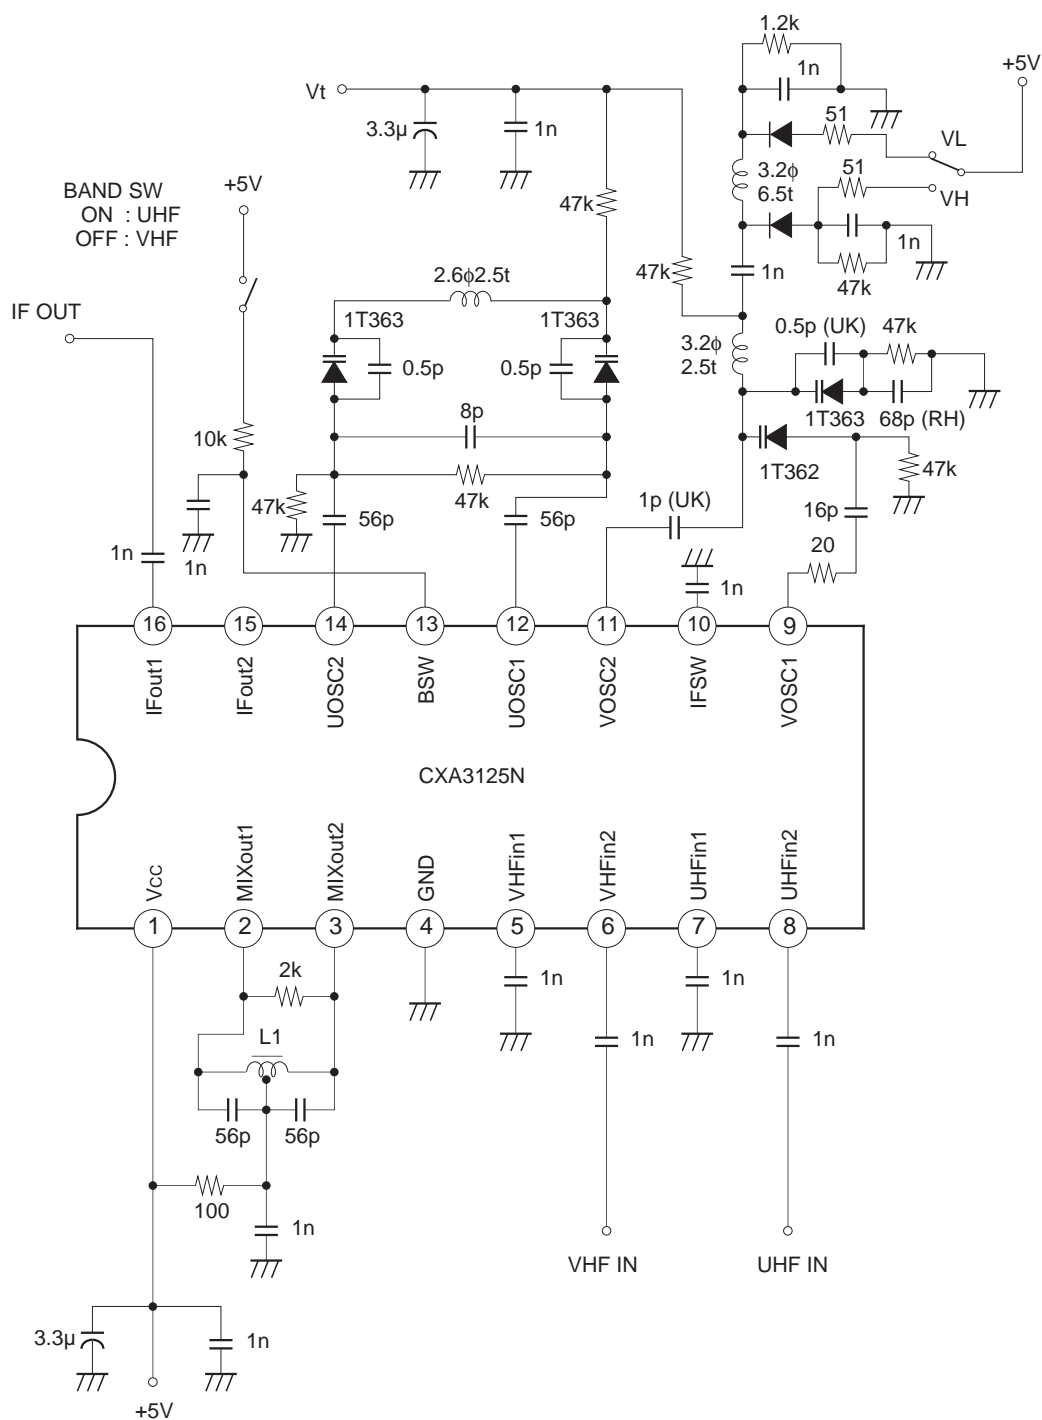 1.2k
1n
+5V
Vt
3.3µ
1n
51
VL
3.2ϕ
6.5t
51
VH
BAND SW
ON : UHF
OFF : VHF
+5V
47k
1n
47k
1n
47k
2.6ϕ2.5t
IF OUT
1T363
1T363
0.5p
0.5p
3.2ϕ
2.5t
0.5p (UK)
47k
1T363
68p (RH)
8p
10k
47k
47k
1T362
47k
1p (UK)
16p
56p
56p
20
1n
1n
1n
16
15
14
13
12
11
10
9
IFout1
IFout2
UOSC2
BSW
UOSC1
VOSC2
IFSW
VOSC1
CXA3125N
Vcc
MIXout1
MIXout2
GND
VHFin1
VHFin2
UHFin1
UHFin2
1
2
3
4
5
6
7
8
2k
1n
1n
L1
1n
1n
56p
56p
100
1n
VHF IN
UHF IN
3.3µ
1n
+5V